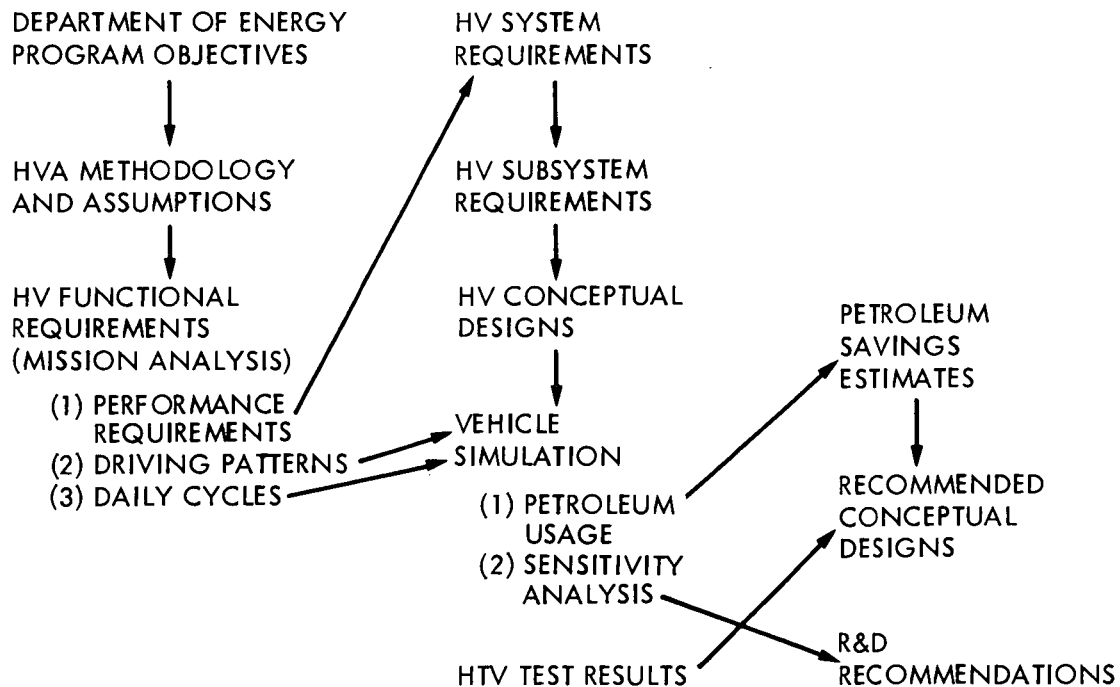 DEPARTMENT OF ENERGY
PROGRAM OBJECTIVES
HVA METHODOLOGY
AND ASSUMPTIONS
HV FUNCTIONAL
REQUIREMENTS
(MISSION ANALYSIS)
(1) PERFORMANCE
REQUIREMENTS
(2) DRIVING PATTERNS
(3) DAILY CYCLES
HV SYSTEM
REQUIREMENTS
HV SUBSYSTEM
REQUIREMENTS
HV CONCEPTUAL
DESIGNS
VEHICLE
SIMULATION
(1) PETROLEUM
USAGE
(2) SENSITIVITY
ANALYSIS
HTV TEST RESULTS
PETROLEUM
SAVINGS
ESTIMATES
RECOMMENDED
CONCEPTUAL
DESIGNS
R&D
RECOMMENDATIONS